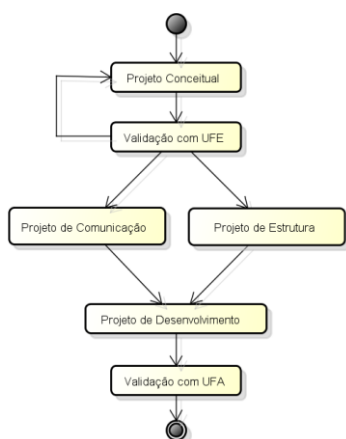 Projeto Conceitual
Validação com UFE
Projeto de Comunicação
Projeto de Estrutura
Projeto de Desenvolvimento
Validação com UFA